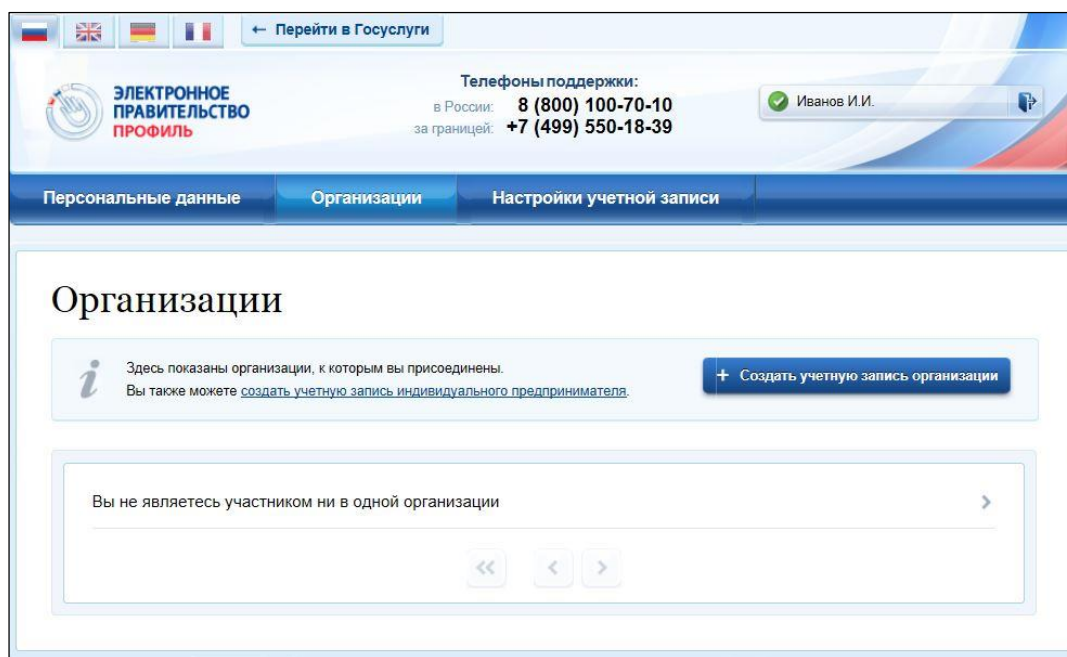 ← Перейти в Госуслуги
ЭЛЕКТРОННОЕ
ПРАВИТЕЛЬСТВО
ПРОФИЛЬ
Телефоны поддержки:
в России: 8 (800) 100-70-10
за границей: +7 (499) 550-18-39
Иванов И.И.
Персональные данные Организации Настройки учетной записи
Организации
Здесь показаны организации, к которым вы присоединены.
Вы также можете создать учетную запись индивидуального предпринимателя.
+ Создать учетную запись организации
Вы не являетесь участником ни в одной организации